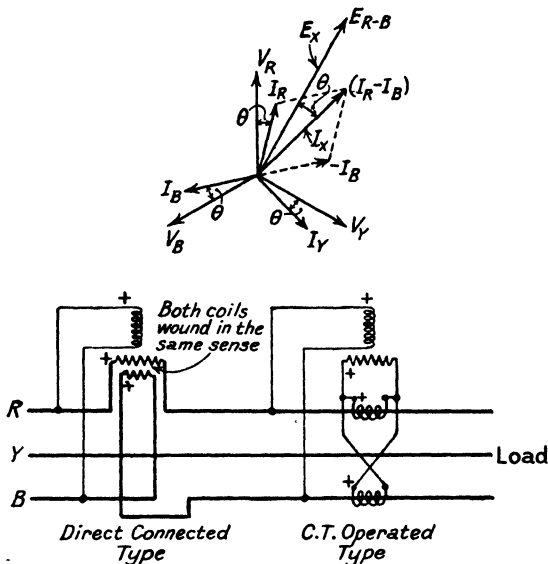 E_R-B
E_X
V_R
I_R
θ
(I_R-I_B)
θ
I_X
-I_B
I_B
θ
V_B
θ
I_Y
V_Y
+
+
Both coils
wound in the
same sense
+
+
+
+
R
Y
Load
+
B
Direct Connected
Type
C.T. Operated
Type